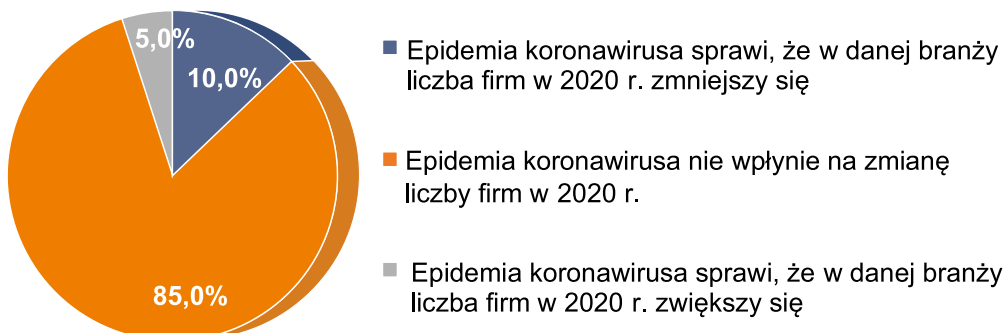 5,0%
10,0%
85,0%
Epidemia koronawirusa sprawi, że w danej branży
liczba firm w 2020 r. zmniejszy się
Epidemia koronawirusa nie wpłynie na zmianę
liczby firm w 2020 r.
Epidemia koronawirusa sprawi, że w danej branży
liczba firm w 2020 r. zwiększy się